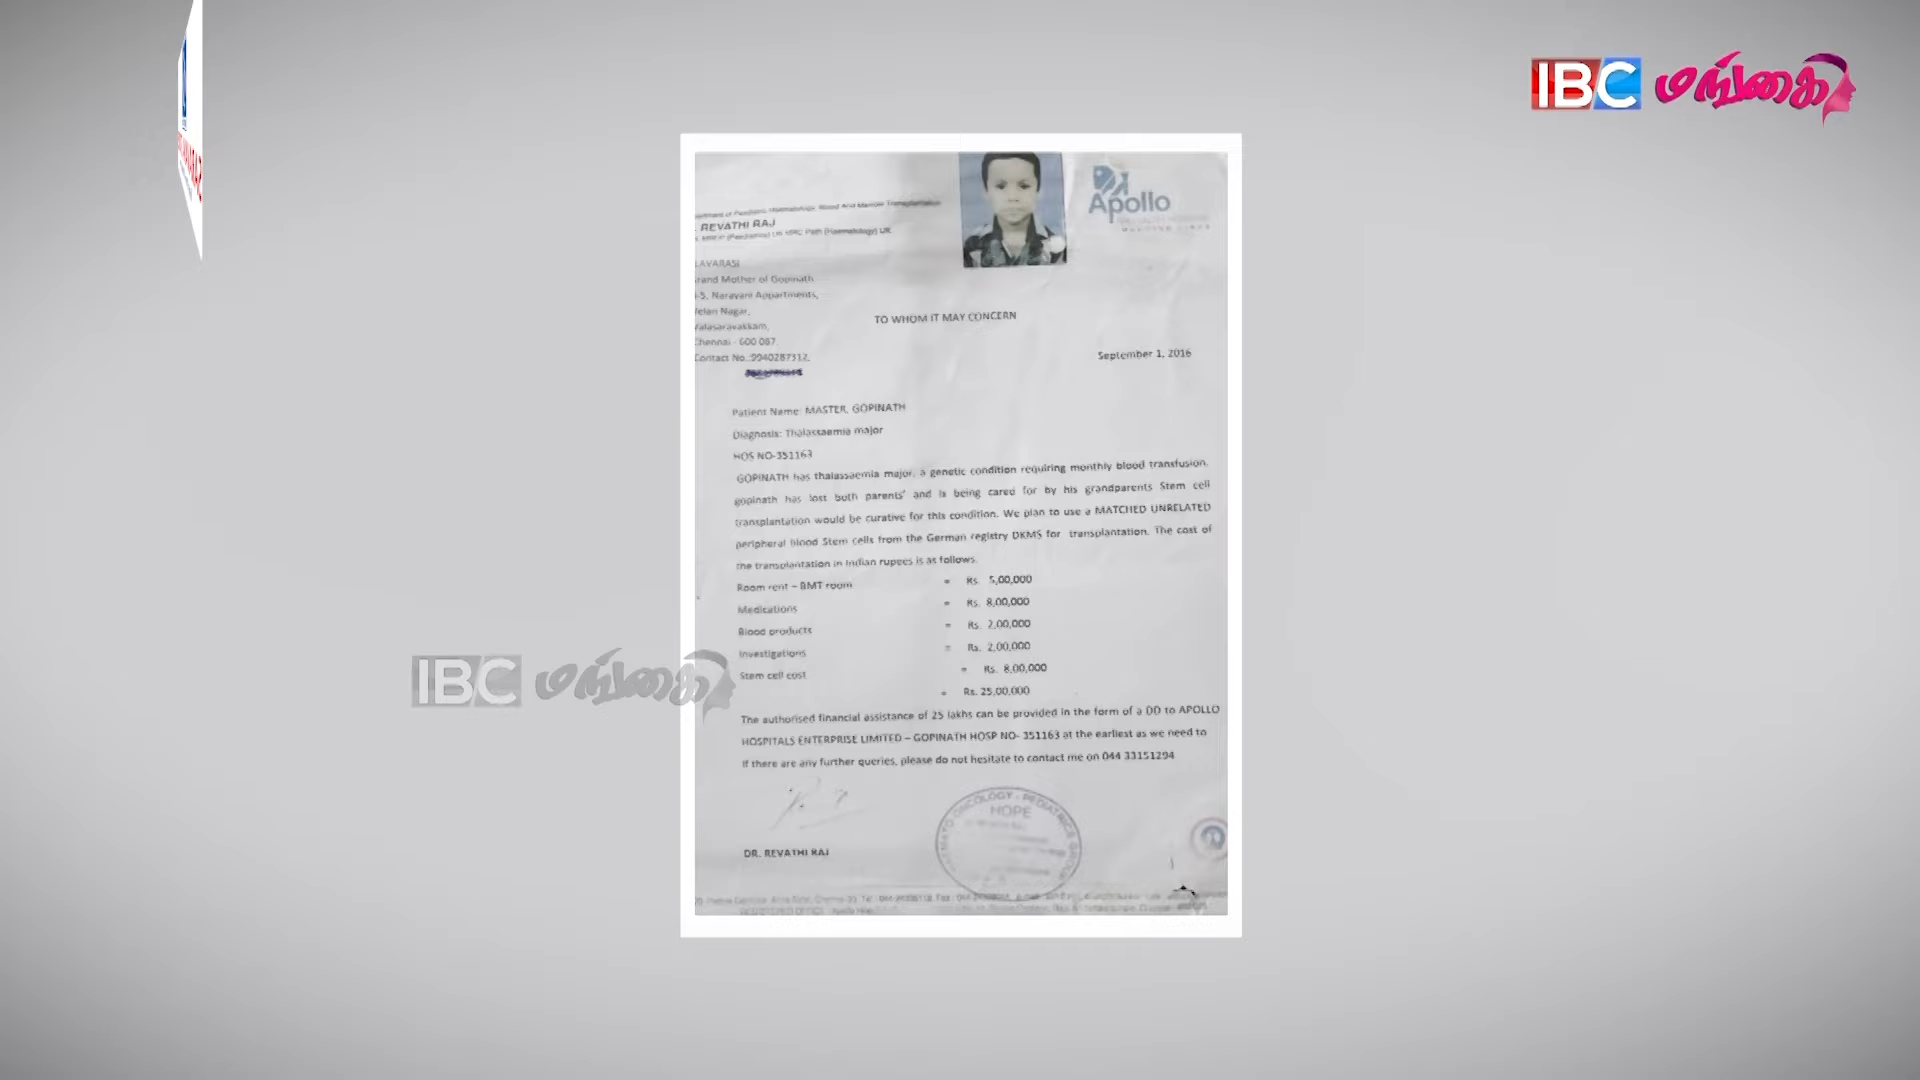 IBC மங்கை
Apollo
REVATHI RAJ
Grand Mother of Gopinath
Narayani Appartments,
Nagar,
Valasaravakkam,
Chennai - 600 087.
Contact No.:9940287312,
TO WHOM IT MAY CONCERN
September 1, 2016
Patient Name: MASTER. GOPINATH
Diagnosis: Thalassaemia major
HOS NO-351163
GOPINATH has thalassaemia major, a genetic condition requiring monthly blood transfusion.
gopinath has lost both parents' and is being cared for by his grandparents Stem cell
transplantation would be curative for this condition. We plan to use a MATCHED UNRELATED
peripheral blood Stem cells from the German registry DKMS for transplantation. The cost of
the transplantation in Indian rupees is as follows.
Room rent – BMT room = Rs. 5,00,000
Medications = Rs. 8,00,000
Blood products = Rs. 2,00,000
Investigations = Rs. 2,00,000
Stem cell cost = Rs. 8,00,000
= Rs. 25,00,000
The authorised financial assistance of 25 lakhs can be provided in the form of a DD to APOLLO
HOSPITALS ENTERPRISE LIMITED – GOPINATH HOSP NO- 351163 at the earliest as we need to
If there are any further queries, please do not hesitate to contact me on 044 33151294
HOPE
DR. REVATHI RAJ
IBC மங்கை